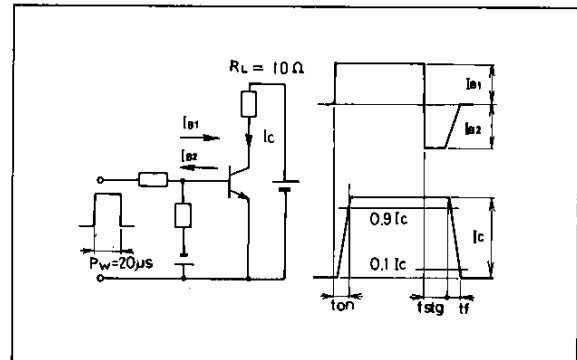 RL = 10Ω
IB1
IB2
Ic
PW=20μs
IB1
IB2
0.9 Ic
0.1 Ic
Ic
ton
tstg
tf